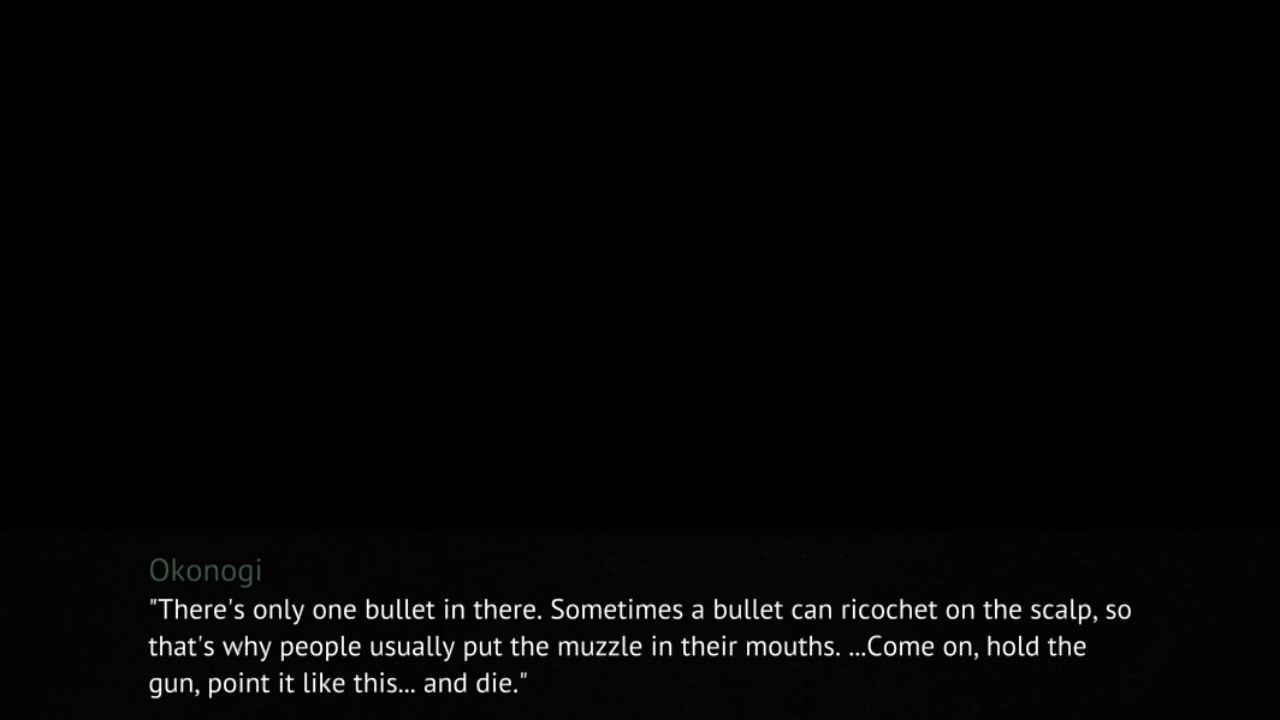 Okonogi
"There's only one bullet in there. Sometimes a bullet can ricochet on the scalp, so
that's why people usually put the muzzle in their mouths. ...Come on, hold the
gun, point it like this... and die."